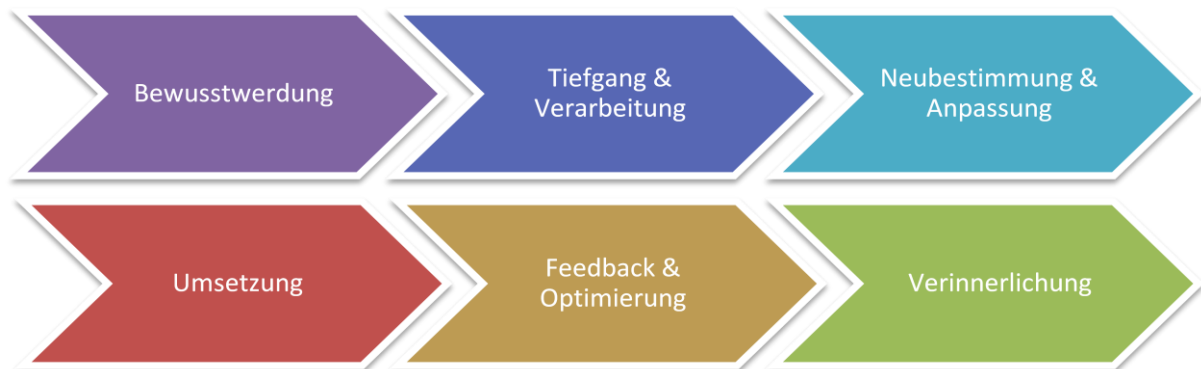 Bewusstwerdung
Tiefgang &
Verarbeitung
Neubestimmung &
Anpassung
Umsetzung
Feedback &
Optimierung
Verinnerlichung